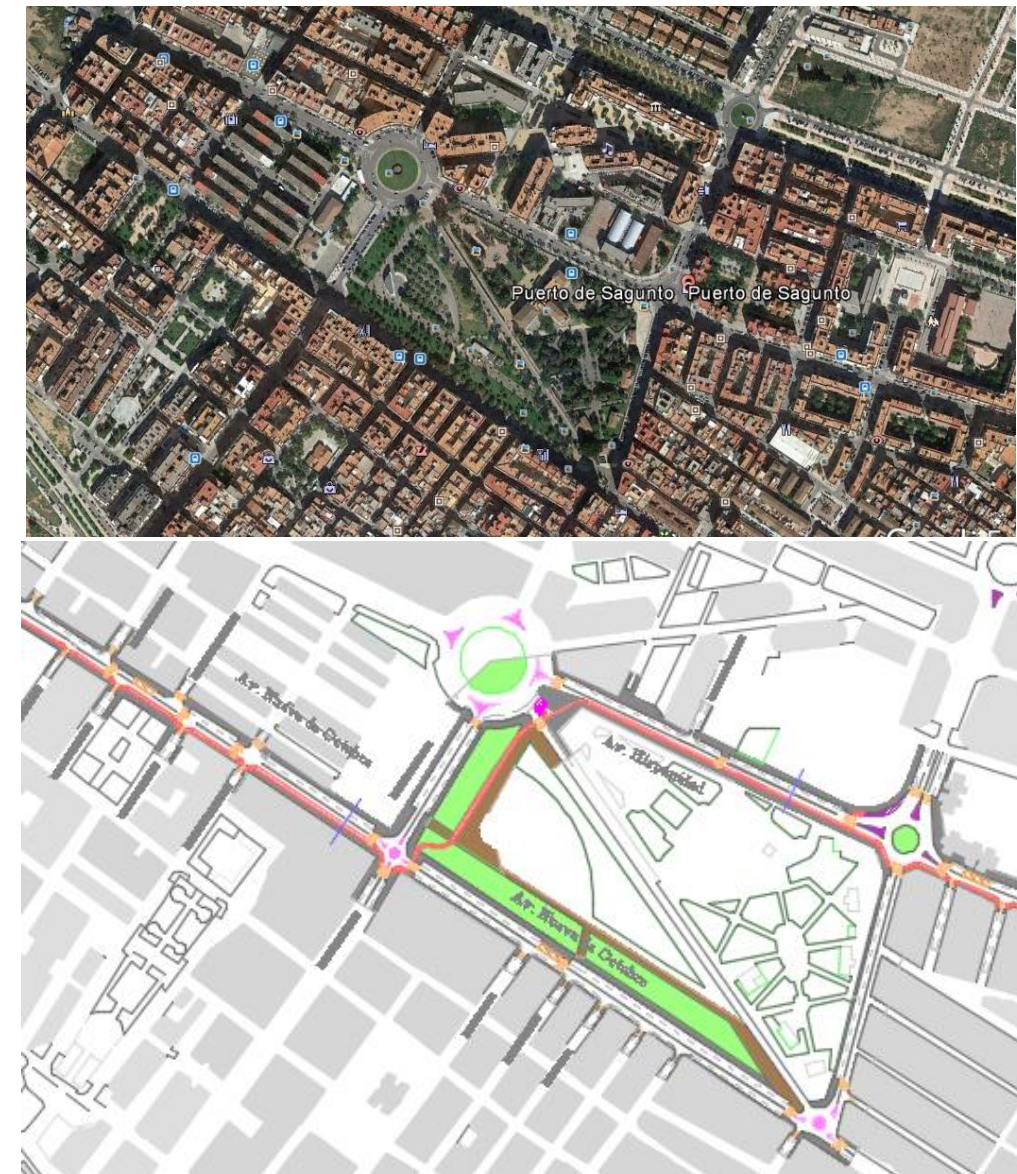 Puerto de Sagunto Puerto de Sagunto
Av. Nueve de Octubre
Av. Hispanidad
Av. Nueve de Octubre